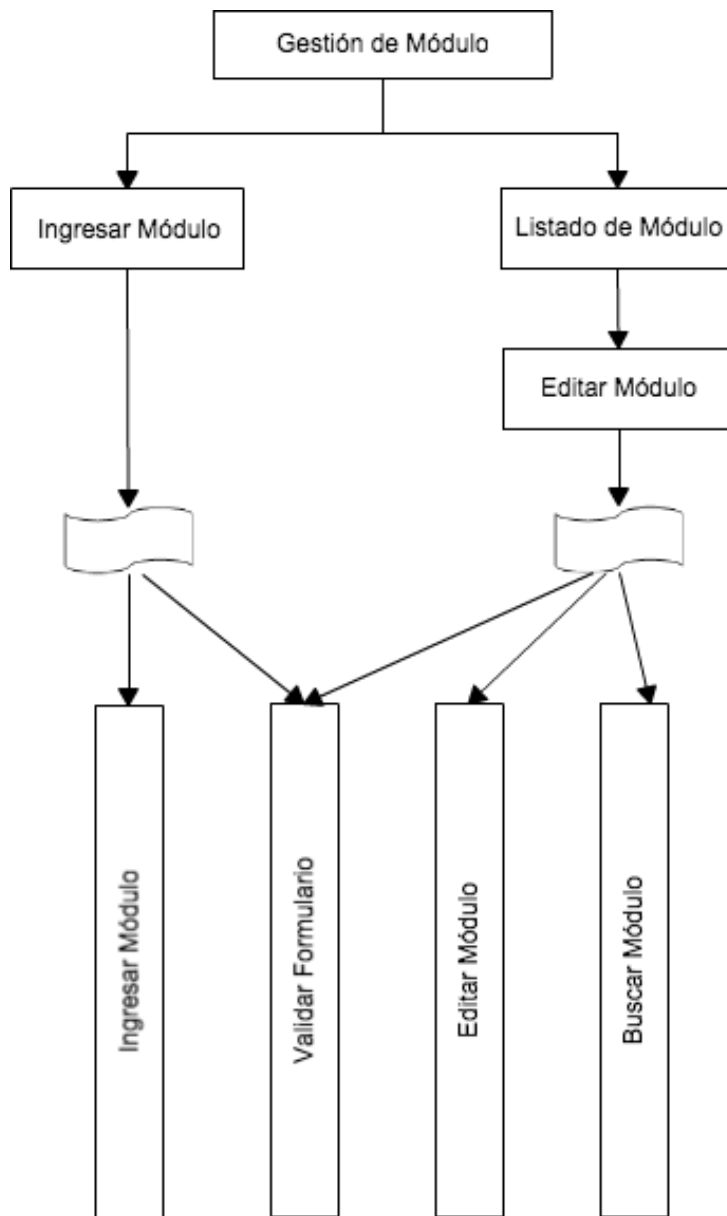 Gestión de Módulo
Ingresar Módulo
Listado de Módulo
Editar Módulo
Ingresar Módulo
Validar Formulario
Editar Módulo
Buscar Módulo